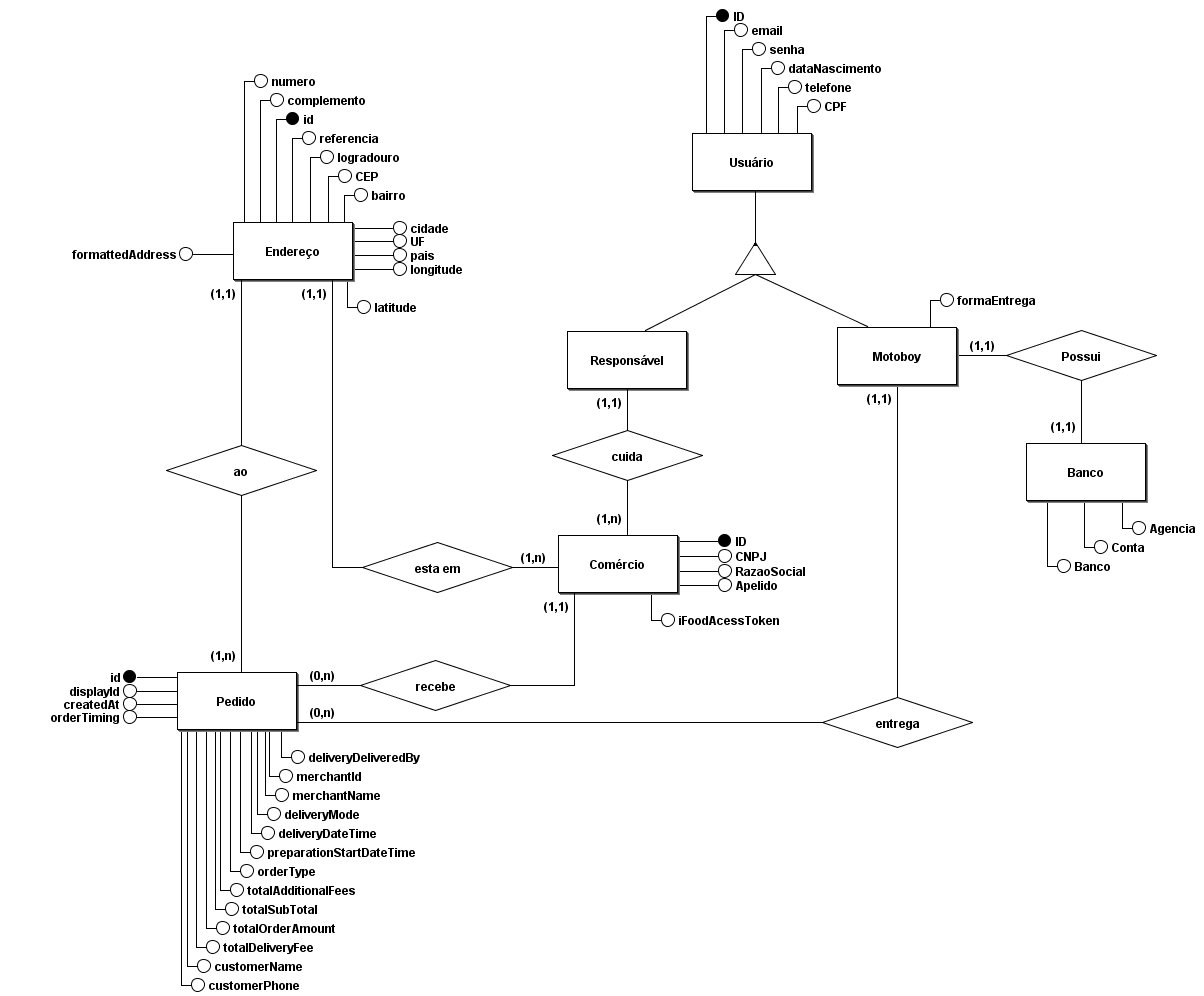 ID
email
senha
dataNascimento
telefone
CPF
Usuário
numero
complemento
id
referencia
logradouro
CEP
bairro
cidade
UF
pais
longitude
latitude
formattedAddress
Endereço
(1,1)
(1,1)
formaEntrega
Responsável
Motoboy
(1,1)
Possui
(1,1)
(1,1)
(1,1)
cuida
ao
Banco
Agencia
Conta
Banco
(1,n)
esta em
(1,n)
Comércio
ID
CNPJ
RazaoSocial
Apelido
iFoodAcessToken
(1,1)
(1,n)
id
displayId
createdAt
orderTiming
Pedido
(0,n)
recebe
(0,n)
entrega
deliveryDeliveredBy
merchantId
merchantName
deliveryMode
deliveryDateTime
preparationStartDateTime
orderType
totalAdditionalFees
totalSubTotal
totalOrderAmount
totalDeliveryFee
customerName
customerPhone